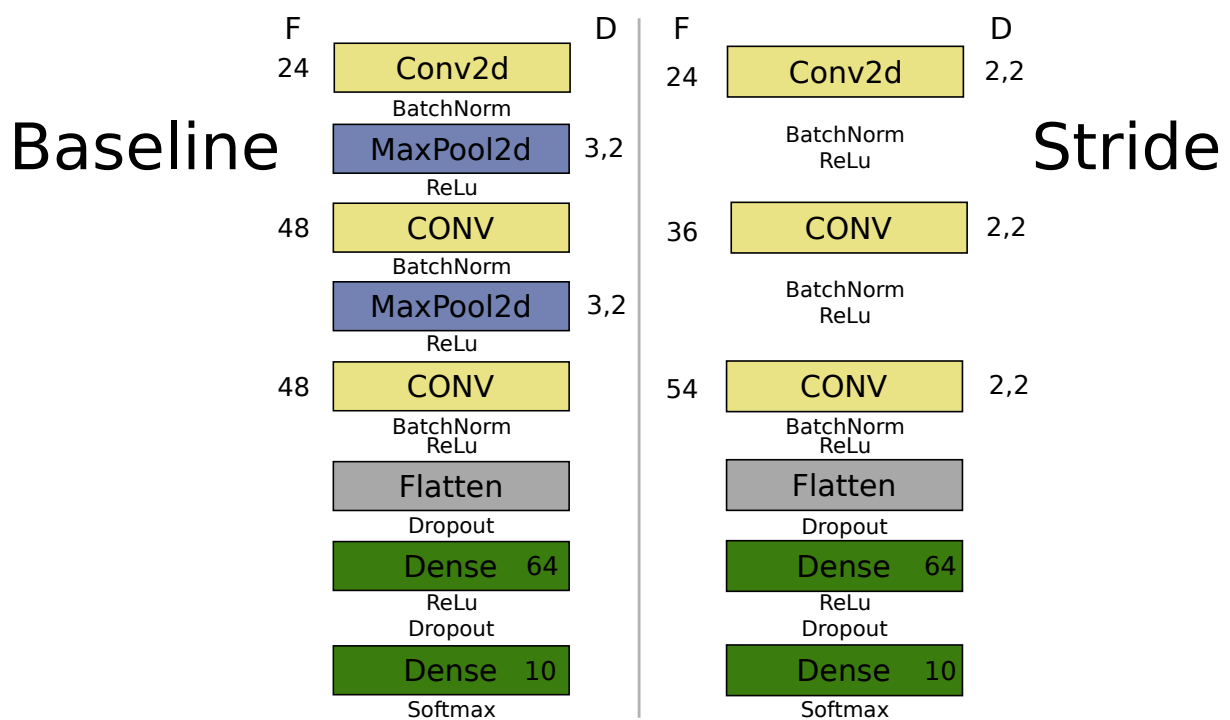 F D
24 Conv2d
BatchNorm
Baseline
MaxPool2d 3,2
ReLu
48 CONV
BatchNorm
MaxPool2d 3,2
ReLu
48 CONV
BatchNorm
ReLu
Flatten
Dropout
Dense 64
ReLu
Dropout
Dense 10
Softmax
F D
24 Conv2d 2,2
BatchNorm
ReLu
Stride
36 CONV 2,2
BatchNorm
ReLu
54 CONV 2,2
BatchNorm
ReLu
Flatten
Dropout
Dense 64
ReLu
Dropout
Dense 10
Softmax